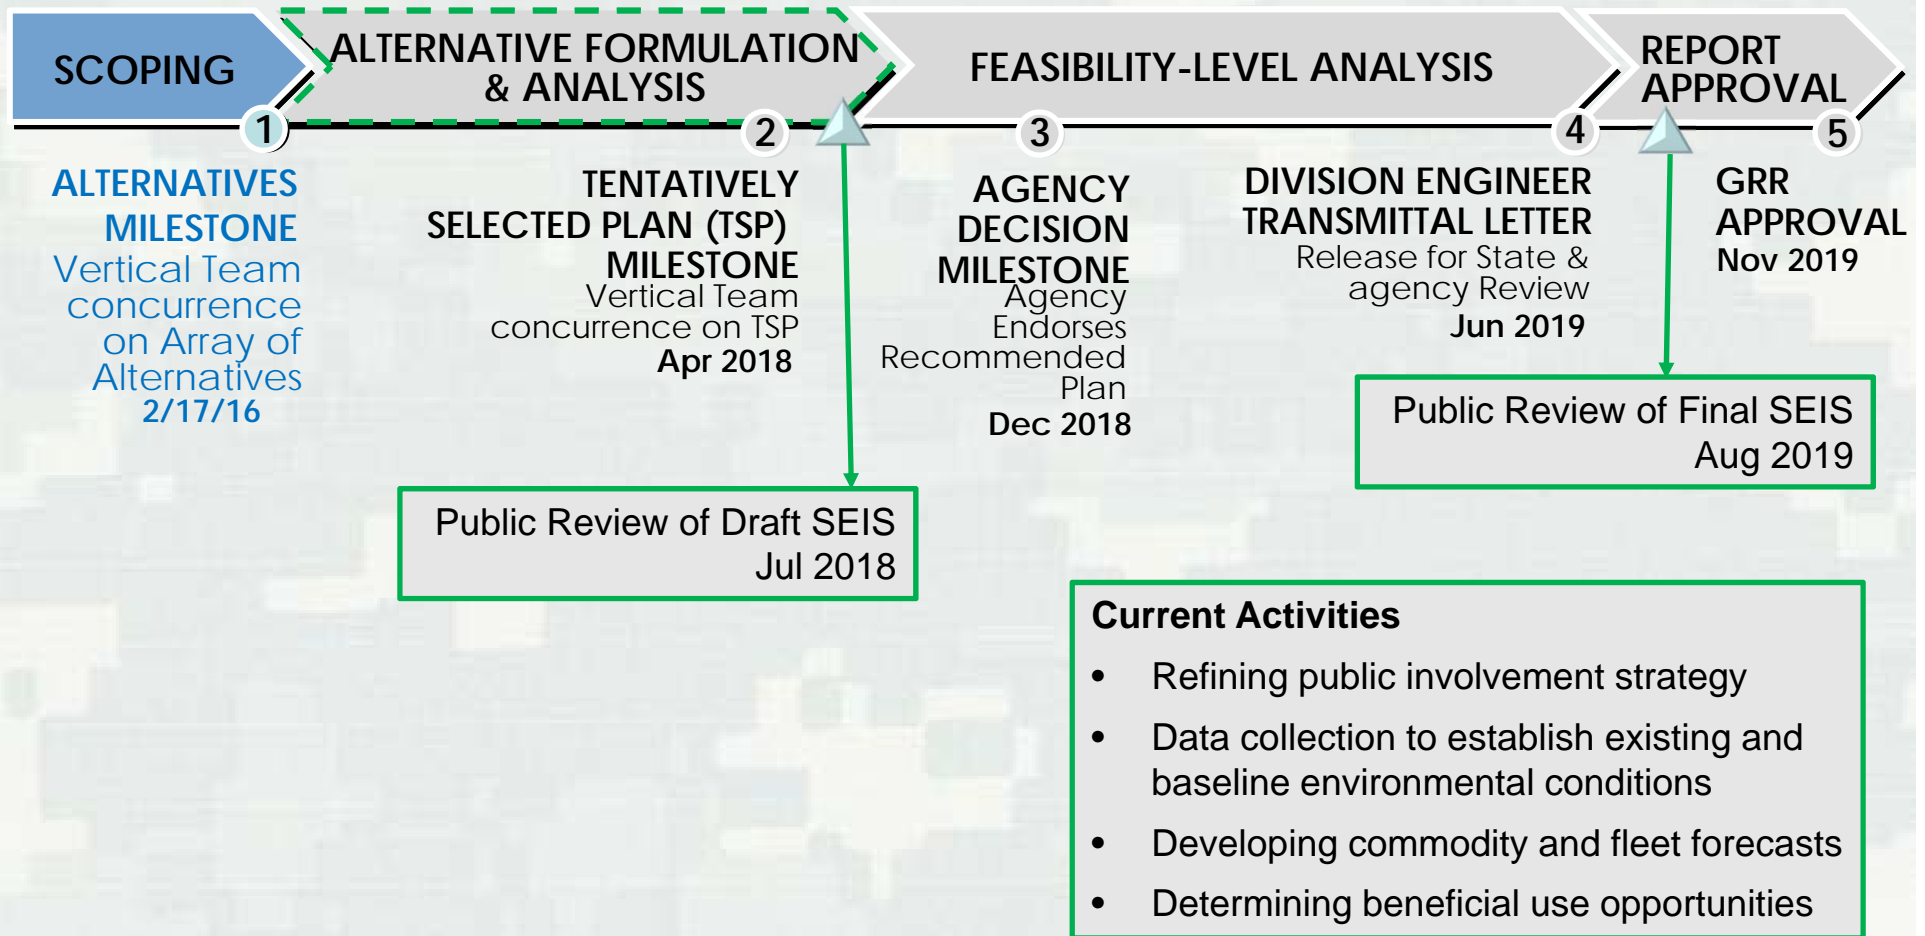 SCOPING
ALTERNATIVE FORMULATION
& ANALYSIS
FEASIBILITY-LEVEL ANALYSIS
REPORT
APPROVAL
1
2
3
4
5
ALTERNATIVES
MILESTONE
Vertical Team
concurrence
on Array of
Alternatives
2/17/16
TENTATIVELY
SELECTED PLAN (TSP)
MILESTONE
Vertical Team
concurrence on TSP
Apr 2018
AGENCY
DECISION
MILESTONE
Agency
Endorses
Recommended
Plan
Dec 2018
DIVISION ENGINEER
TRANSMITTAL LETTER
Release for State &
agency Review
Jun 2019
GRR
APPROVAL
Nov 2019
Public Review of Draft SEIS
Jul 2018
Public Review of Final SEIS
Aug 2019
Current Activities
• Refining public involvement strategy
• Data collection to establish existing and
baseline environmental conditions
• Developing commodity and fleet forecasts
• Determining beneficial use opportunities